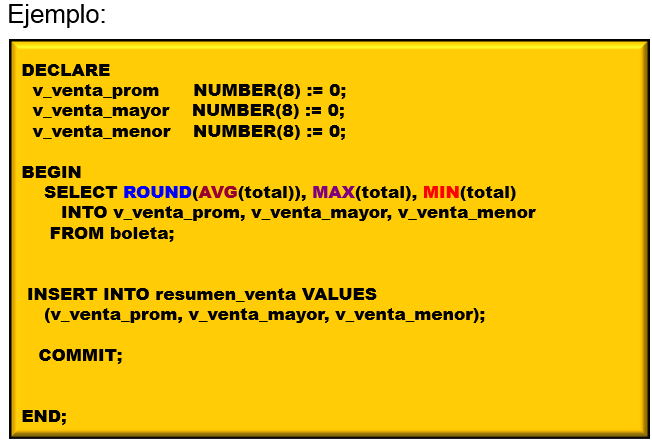 Ejemplo:
DECLARE
v_venta_prom NUMBER(8) := 0;
v_venta_mayor NUMBER(8) := 0;
v_venta_menor NUMBER(8) := 0;
BEGIN
SELECT ROUND(AVG(total)), MAX(total), MIN(total)
INTO v_venta_prom, v_venta_mayor, v_venta_menor
FROM boleta;
INSERT INTO resumen_venta VALUES
(v_venta_prom, v_venta_mayor, v_venta_menor);
COMMIT;
END;